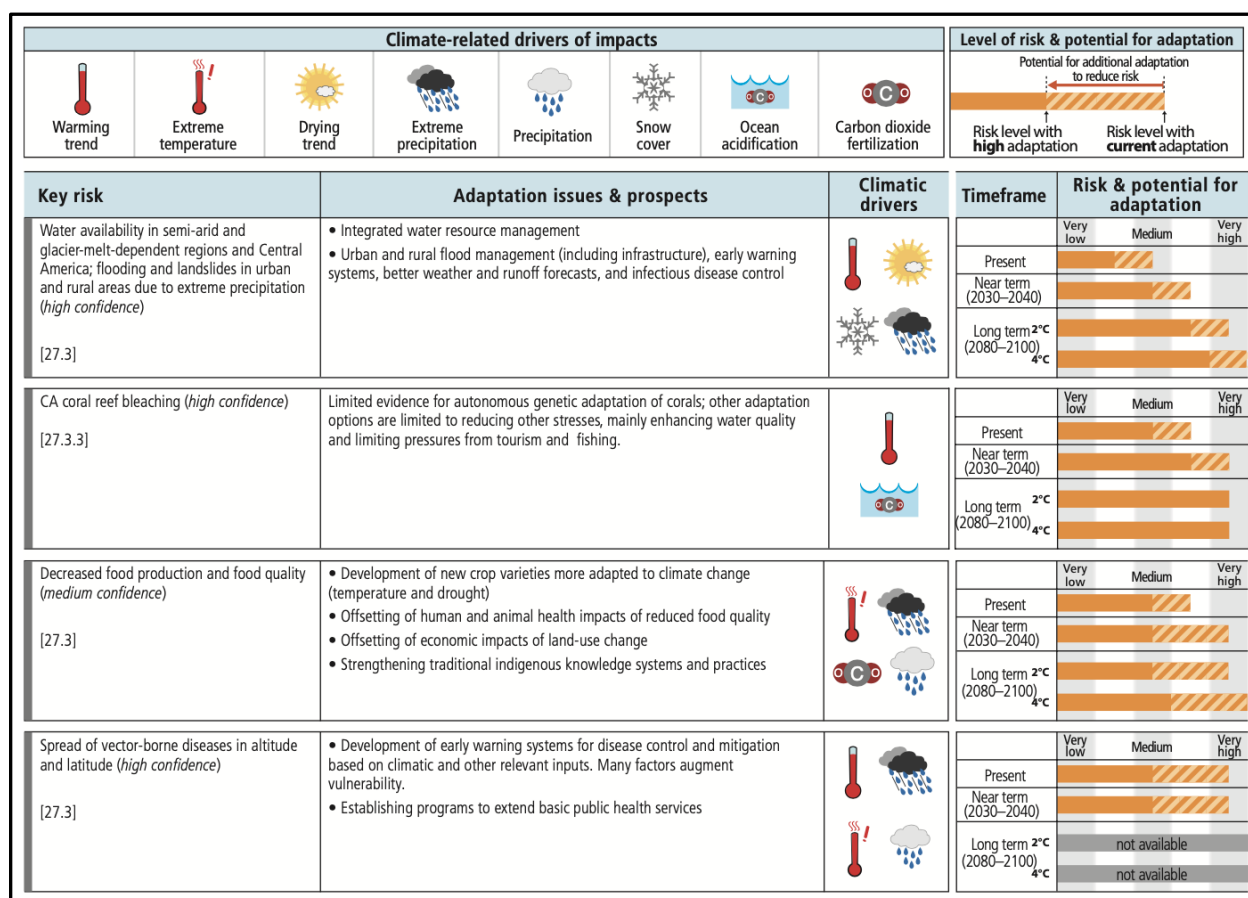 Climate-related drivers of impacts
Warming
trend
Extreme
temperature
Drying
trend
Extreme
precipitation
Precipitation
Snow
cover
Ocean
acidification
Carbon dioxide
fertilization
Level of risk & potential for adaptation
Potential for additional adaptation
to reduce risk
Risk level with
high adaptation
Risk level with
current adaptation
Key risk
Adaptation issues & prospects
Climatic
drivers
Timeframe
Risk & potential for
adaptation
Water availability in semi-arid and
glacier-melt-dependent regions and Central
America; flooding and landslides in urban
and rural areas due to extreme precipitation
(high confidence)
[27.3]
• Integrated water resource management
• Urban and rural flood management (including infrastructure), early warning
systems, better weather and runoff forecasts, and infectious disease control
Very
low
Medium
Very
high
Present
Near term
(2030–2040)
Long term 2°C
(2080–2100)
4°C
CA coral reef bleaching (high confidence)
[27.3.3]
Limited evidence for autonomous genetic adaptation of corals; other adaptation
options are limited to reducing other stresses, mainly enhancing water quality
and limiting pressures from tourism and fishing.
C
Very
low
Medium
Very
high
Present
Near term
(2030–2040)
Long term 2°C
(2080–2100)
4°C
Decreased food production and food quality
(medium confidence)
[27.3]
• Development of new crop varieties more adapted to climate change
(temperature and drought)
• Offsetting of human and animal health impacts of reduced food quality
• Offsetting of economic impacts of land-use change
• Strengthening traditional indigenous knowledge systems and practices
O C O
Very
low
Medium
Very
high
Present
Near term
(2030–2040)
Long term 2°C
(2080–2100)
4°C
Spread of vector-borne diseases in altitude
and latitude (high confidence)
[27.3]
• Development of early warning systems for disease control and mitigation
based on climatic and other relevant inputs. Many factors augment
vulnerability.
• Establishing programs to extend basic public health services
Very
low
Medium
Very
high
Present
Near term
(2030–2040)
Long term 2°C
(2080–2100)
4°C
not available
not available